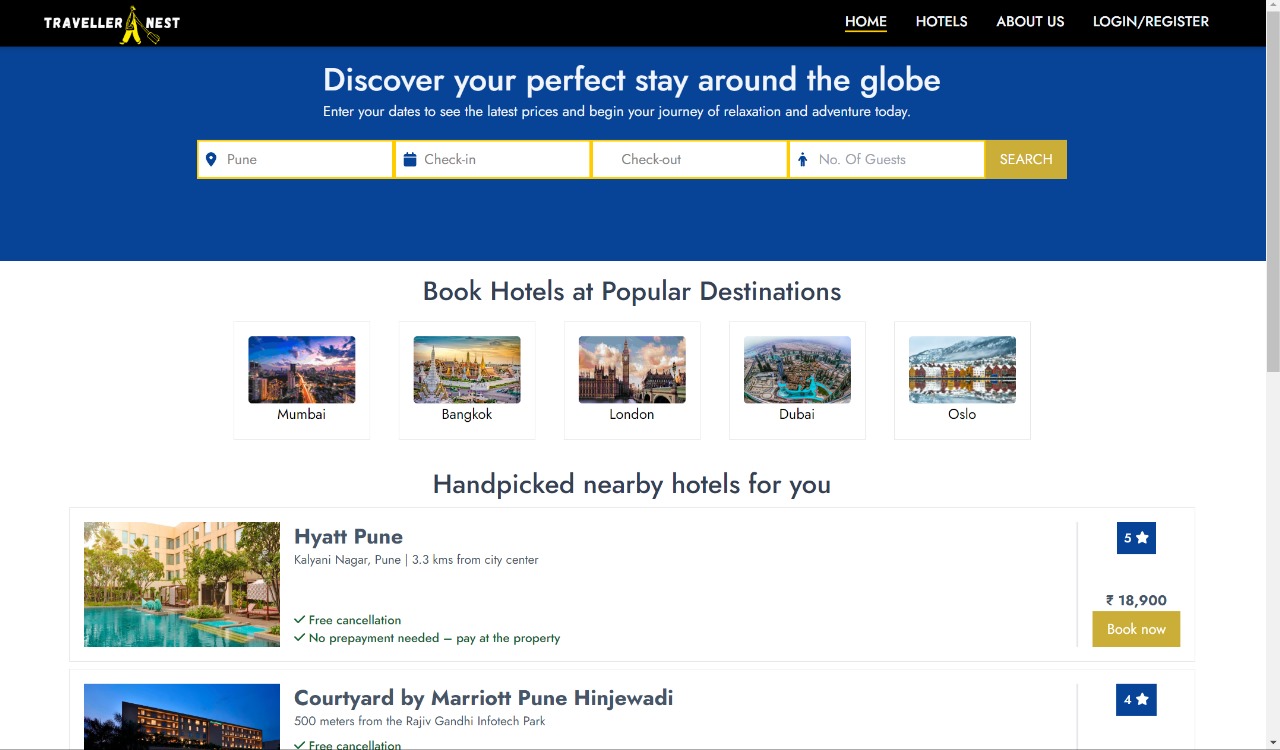 TRAVELLER NEST
HOME HOTELS ABOUT US LOGIN/REGISTER
Discover your perfect stay around the globe
Enter your dates to see the latest prices and begin your journey of relaxation and adventure today.
Pune Check-in Check-out No. Of Guests SEARCH
Book Hotels at Popular Destinations
Mumbai Bangkok London Dubai Oslo
Handpicked nearby hotels for you
Hyatt Pune
5
Kalyani Nagar, Pune | 3.3 kms from city center
₹ 18,900
Free cancellation
No prepayment needed – pay at the property
Book now
Courtyard by Marriott Pune Hinjewadi
4
500 meters from the Rajiv Gandhi Infotech Park
Free cancellation